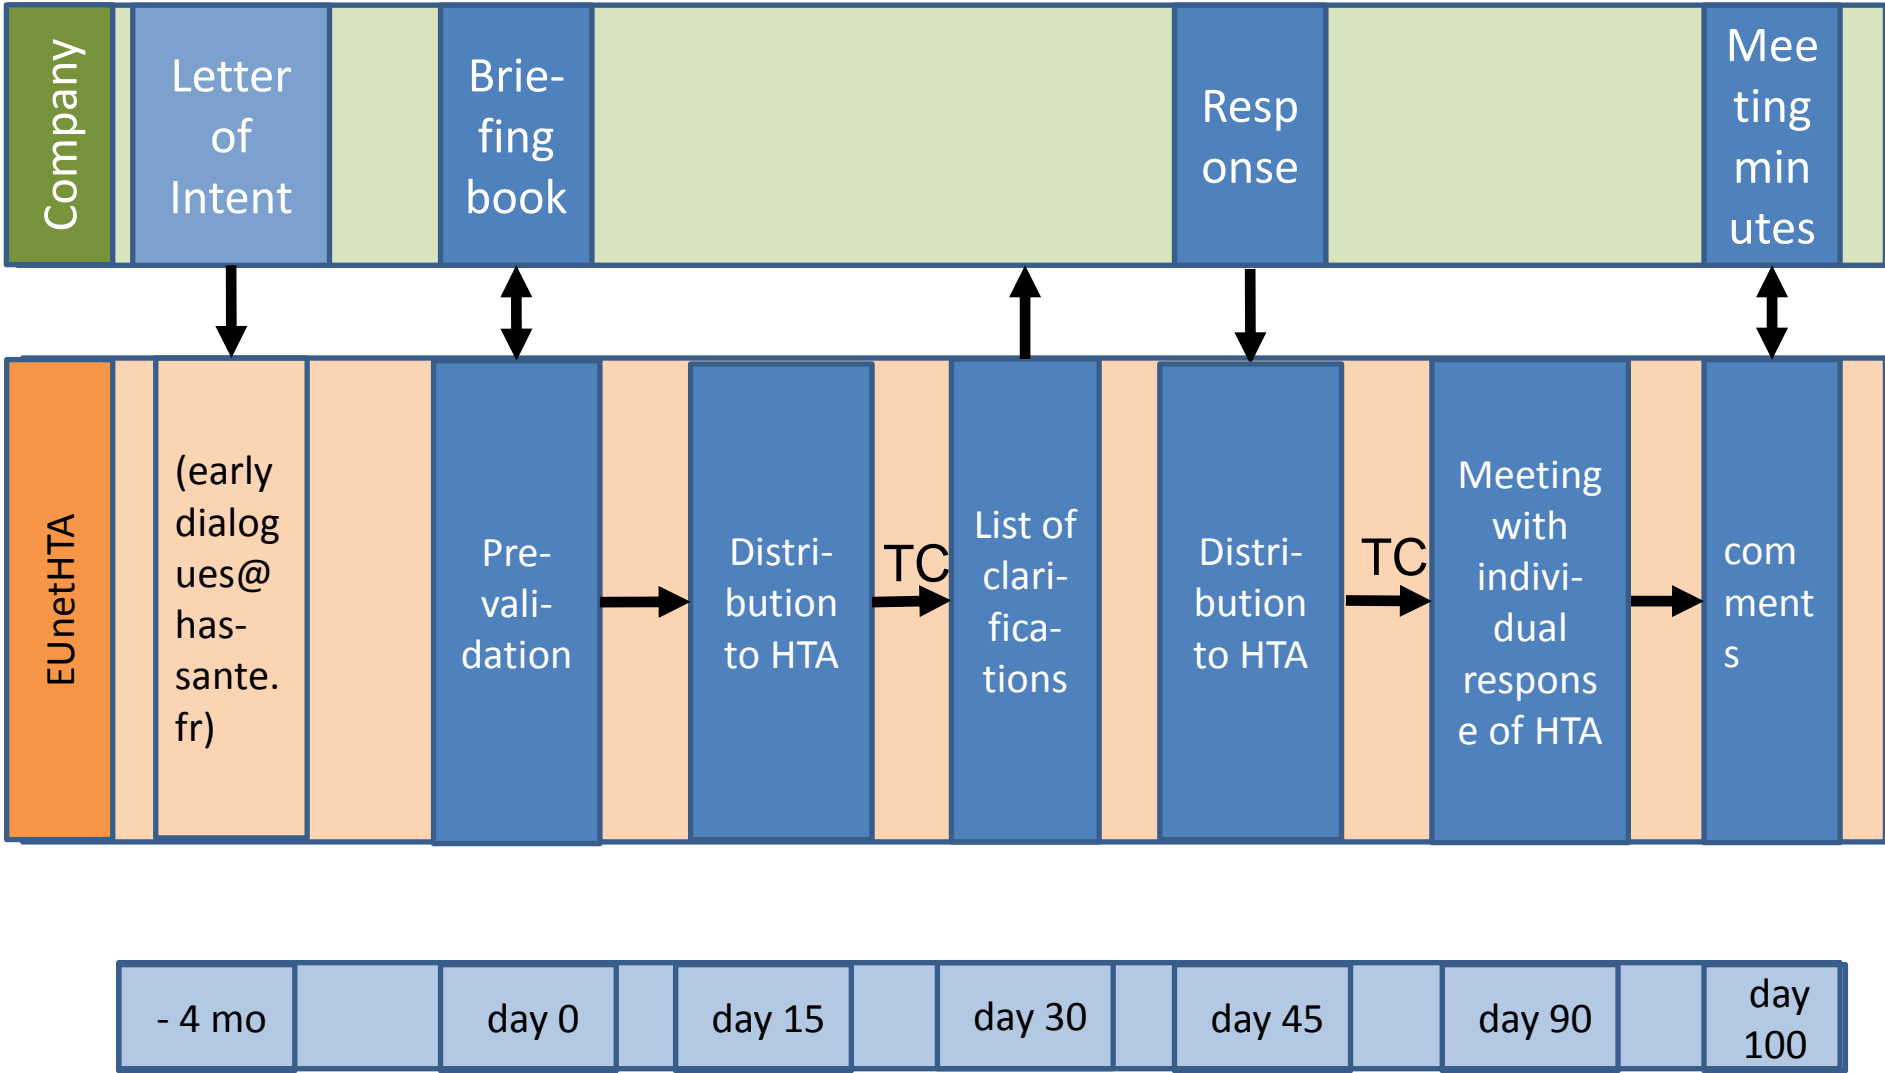 Company
Letter
of
Intent
Brie-
fing
book
Resp
onse
Mee
ting
min
utes
EUnetHTA
(early
dialog
ues@
has-
sante.
fr)
Pre-
vali-
dation
Distri-
bution
to HTA
TC
List of
clari-
fica-
tions
Distri-
bution
to HTA
TC
Meeting
with
indivi-
dual
respons
e of HTA
com
ment
s
- 4 mo
day 0
day 15
day 30
day 45
day 90
day
100